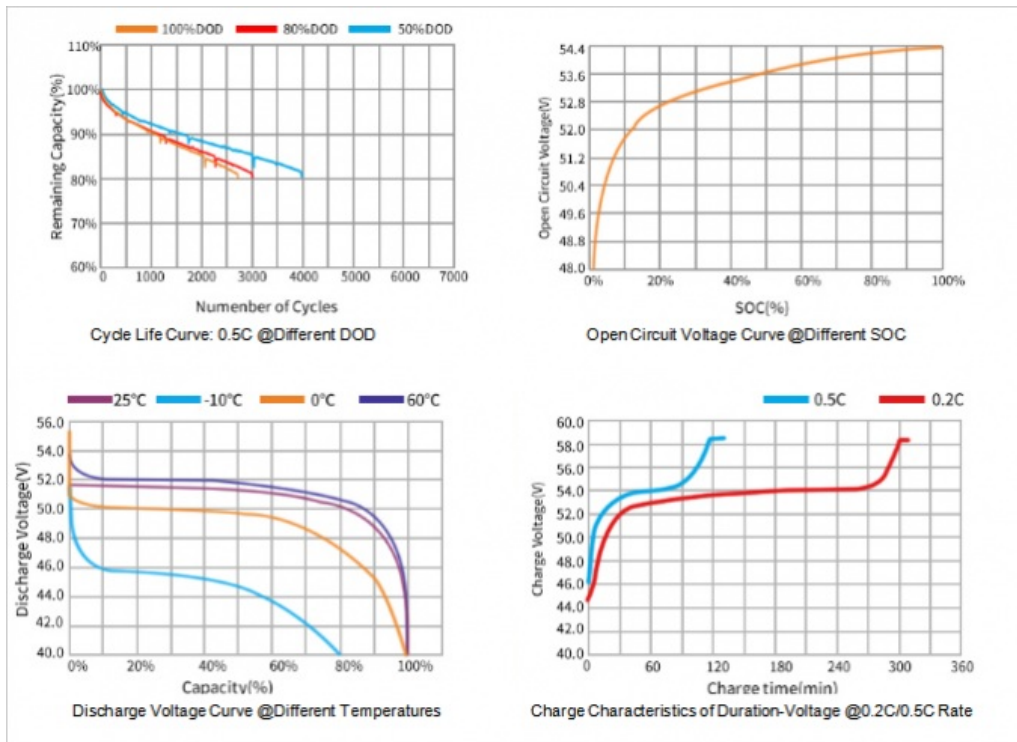 100%DOD 80%DOD 50%DOD
110%
100%
90%
80%
70%
60%
Remaining Capacity(%)
0 1000 2000 3000 4000 5000 6000 7000
Numenber of Cycles
Cycle Life Curve: 0.5C @Different DOD
54.4
53.6
52.8
52.0
51.2
50.4
49.6
48.8
48.0
Open Circuit Voltage(V)
0% 20% 40% 60% 80% 100%
SOC(%)
Open Circuit Voltage Curve @Different SOC
25°C -10°C 0°C 60°C
56.0
54.0
52.0
50.0
48.0
46.0
44.0
42.0
40.0
Discharge Voltage(V)
0% 20% 40% 60% 80% 100%
Capacity(%)
Discharge Voltage Curve @Different Temperatures
0.5C 0.2C
60.0
58.0
56.0
54.0
52.0
50.0
48.0
46.0
44.0
42.0
40.0
Charge Voltage(V)
0 60 120 180 240 300 360
Charge time(min)
Charge Characteristics of Duration-Voltage @0.2C/0.5C Rate